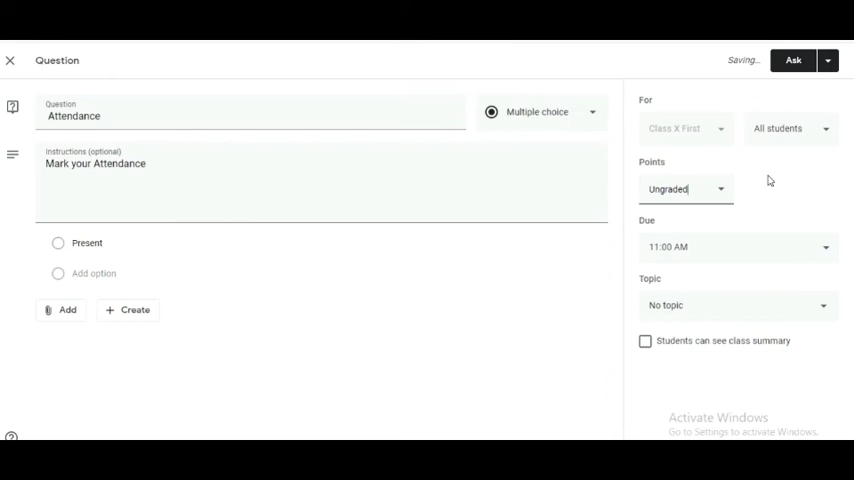 Question
Saving...
Ask
Question
Attendance
Multiple choice
Instructions (optional)
Mark your Attendance
Present
Add option
Add
Create
For
Class X First
All students
Points
Ungraded
Due
11:00 AM
Topic
No topic
Students can see class summary
Activate Windows
Go to Settings to activate Windows.